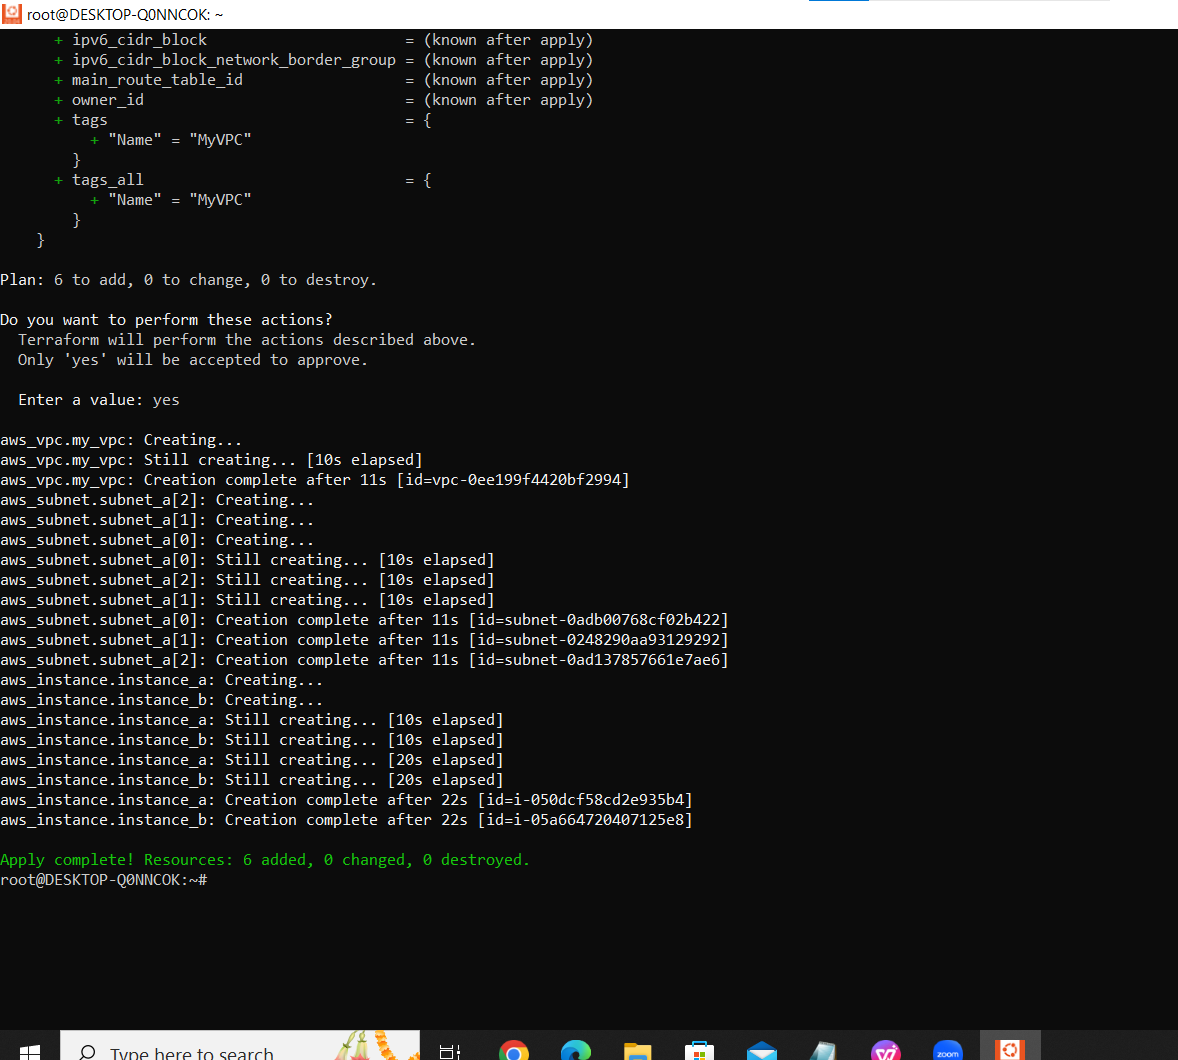 root@DESKTOP-Q0NNCOK: ~
+ ipv6_cidr_block = (known after apply)
+ ipv6_cidr_block_network_border_group = (known after apply)
+ main_route_table_id = (known after apply)
+ owner_id = (known after apply)
+ tags = {
+ "Name" = "MyVPC"
}
+ tags_all = {
+ "Name" = "MyVPC"
}
}
Plan: 6 to add, 0 to change, 0 to destroy.
Do you want to perform these actions?
Terraform will perform the actions described above.
Only 'yes' will be accepted to approve.
Enter a value: yes
aws_vpc.my_vpc: Creating...
aws_vpc.my_vpc: Still creating... [10s elapsed]
aws_vpc.my_vpc: Creation complete after 11s [id=vpc-0ee199f4420bf2994]
aws_subnet.subnet_a[2]: Creating...
aws_subnet.subnet_a[1]: Creating...
aws_subnet.subnet_a[0]: Creating...
aws_subnet.subnet_a[0]: Still creating... [10s elapsed]
aws_subnet.subnet_a[2]: Still creating... [10s elapsed]
aws_subnet.subnet_a[1]: Still creating... [10s elapsed]
aws_subnet.subnet_a[0]: Creation complete after 11s [id=subnet-0adb00768cf02b422]
aws_subnet.subnet_a[1]: Creation complete after 11s [id=subnet-0248290aa93129292]
aws_subnet.subnet_a[2]: Creation complete after 11s [id=subnet-0ad137857661e7ae6]
aws_instance.instance_a: Creating...
aws_instance.instance_b: Creating...
aws_instance.instance_a: Still creating... [10s elapsed]
aws_instance.instance_b: Still creating... [10s elapsed]
aws_instance.instance_a: Still creating... [20s elapsed]
aws_instance.instance_b: Still creating... [20s elapsed]
aws_instance.instance_a: Creation complete after 22s [id=i-050dcf58cd2e935b4]
aws_instance.instance_b: Creation complete after 22s [id=i-05a664720407125e8]
Apply complete! Resources: 6 added, 0 changed, 0 destroyed.
root@DESKTOP-Q0NNCOK:~#
Type here to search
zoom